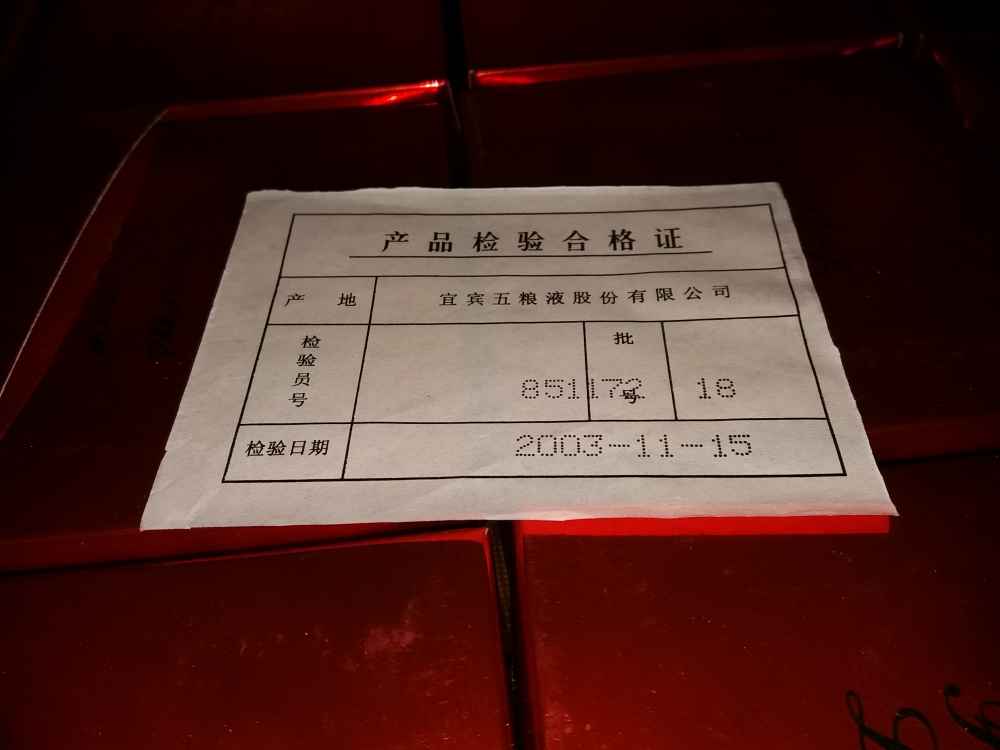 产品检验合格证
产 地 宜宾五粮液股份有限公司
检验员号 851172 批号 18
检验日期 2003-11-15